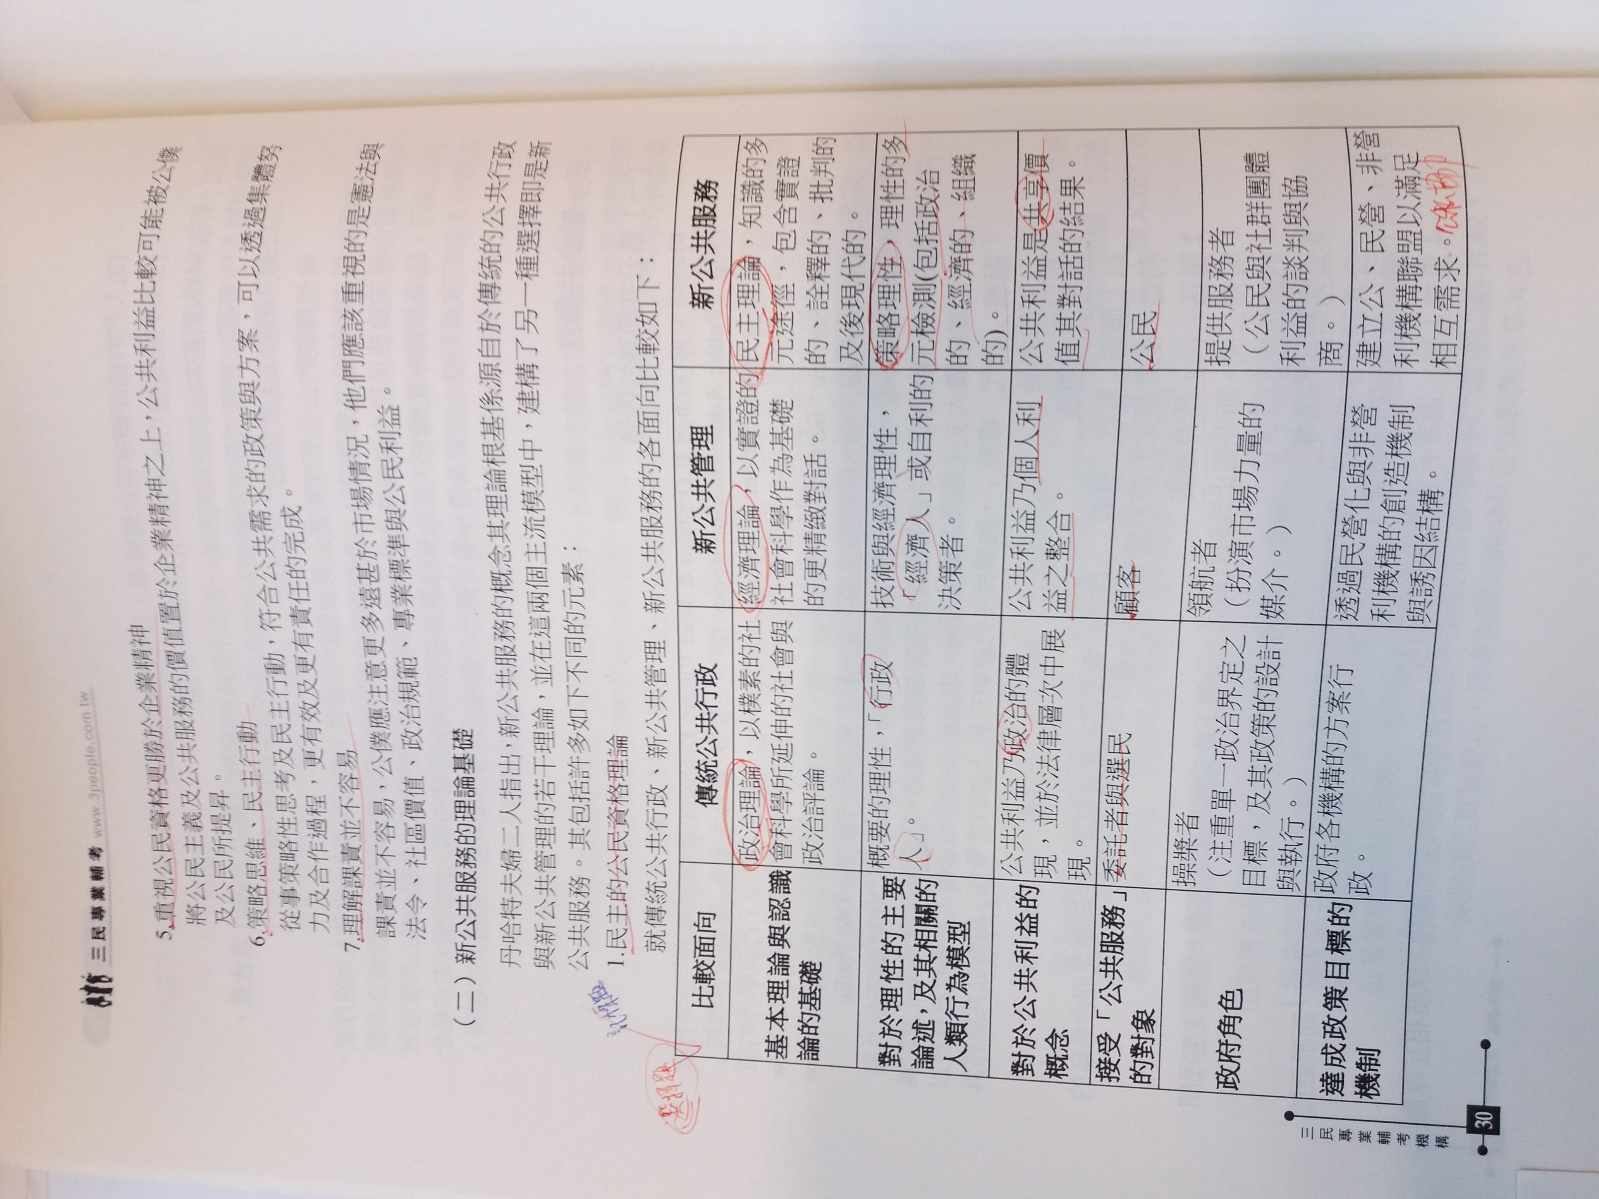 三民專業輔考 www.3people.com.tw
5.重視公民資格更勝於企業精神
將公民主義及公共服務的價值置於企業精神之上，公共利益比較可能被公僕
及公民所提昇。
6.策略思維、民主行動
從事策略性思考及民主行動，符合公共需求的政策與方案，可以透過集體努
力及合作過程，更有效及更有責任的完成。
7.理解課責並不容易
課責並不容易，公僕應注意更多遠甚於市場情況，他們應該重視的是憲法與
法令、社區價值、政治規範、專業標準與公民利益。
（二）新公共服務的理論基礎
丹哈特夫婦二人指出，新公共服務的概念其理論根基係源自於傳統的公共行政
與新公共管理的若干理論，並在這兩個主流模型中，建構了另一種選擇即是新
公共服務。其包括許多如下不同的元素：
1.民主的公民資格理論
就傳統公共行政、新公共管理、新公共服務的各面向比較如下：
選擇題
比較面向
傳統公共行政
新公共管理
新公共服務
基本理論與認識
論的基礎
政治理論，以樸素的社
會科學所延伸的社會與
政治評論。
經濟理論，以實證的
社會科學作為基礎
的更精緻對話。
民主理論，知識的多
元途徑，包含實證
的、詮釋的、批判的
及後現代的。
對於理性的主要
論述，及其相關的
人類行為模型
概要的理性，「行政
人」。
技術與經濟理性，
「經濟人」或自利的
決策者。
策略理性，理性的多
元檢測(包括政治
的、經濟的、組織
的)。
對於公共利益的
概念
公共利益乃政治的體
現，並於法律層次中展
現。
公共利益乃個人利
益之整合。
公共利益是共享價
值其對話的結果。
接受「公共服務」
的對象
委託者與選民
顧客
公民
政府角色
操獎者
（注重單一政治界定之
目標，及其政策的設計
與執行。）
領航者
（扮演市場力量的
媒介。）
提供服務者
（公民與社群團體
利益的談判與協
商。）
達成政策目標的
機制
政府各機構的方案行
政。
透過民營化與非營
利機構的創造機制
與誘因結構。
建立公、民營、非營
利機構聯盟以滿足
相互需求。
三民專業輔考機構
30